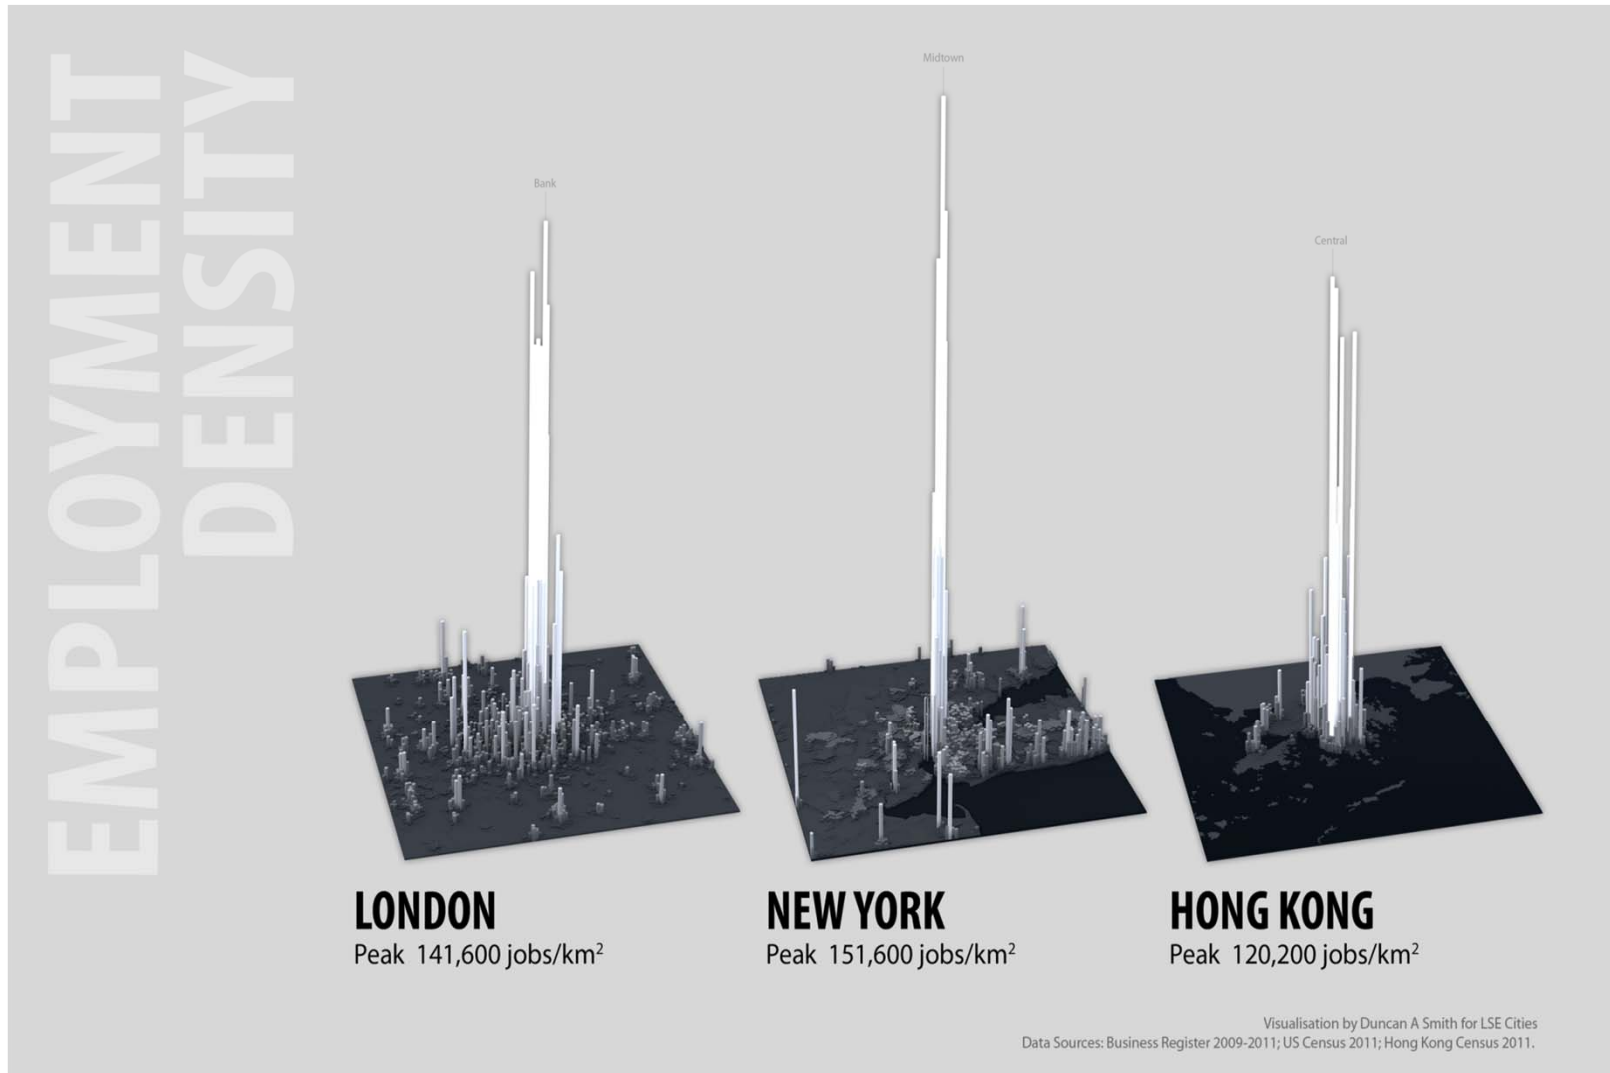 EMPLOYMENT
DENSITY
Bank
Midtown
Central
LONDON
Peak 141,600 jobs/km²
NEW YORK
Peak 151,600 jobs/km²
HONG KONG
Peak 120,200 jobs/km²
Visualisation by Duncan A Smith for LSE Cities
Data Sources: Business Register 2009-2011; US Census 2011; Hong Kong Census 2011.